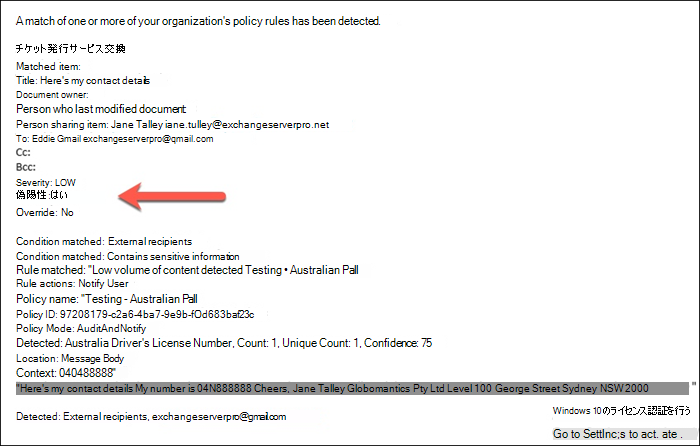 A match of one or more of your organization's policy rules has been detected.
チケット発行サービス交換
Matched item:
Title: Here's my contact details
Document owner:
Person who last modified document
Person sharing item: Jane Talley iane.tulley@exchangeserverpro.net
To: Eddie Gmail exchangeserverpro@qmail.com
Cc:
Bcc:
Severity: LOW
偽陽性:はい
Override: No
Condition matched: External recipients
Condition matched: Contains sensitive information
Rule matched: "Low volume of content detected Testing • Australian Pall
Rule actions: Notify User
Policy name: "Testing - Australian Pall
Policy ID: 97208179-c2a6-4ba7-9e9b-fOd683baf23c
Policy Mode: AuditAndNotify
Detected: Australia Driver's License Number, Count: 1, Unique Count: 1, Confidence: 75
Location: Message Body
Context: 040488888"
"Here's my contact details My number is 04N888888 Cheers, Jane Talley Globomantics Pty Ltd Level 100 George Street Sydney NSW 2000 "
Detected: External recipients, exchangeserverpro@gmail.com
Windows 10のライセンス認証を行う
Go to SettInc;s to act. ate .